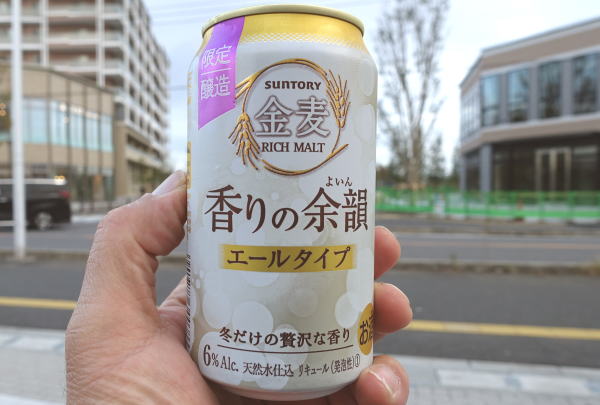 限定
醸造
SUNTORY
金麦
RICH MALT
よいん
香りの余韻
エールタイプ
冬だけの贅沢な香り
お酒
6%Alc. 天然水仕込 リキュール(発泡性)①